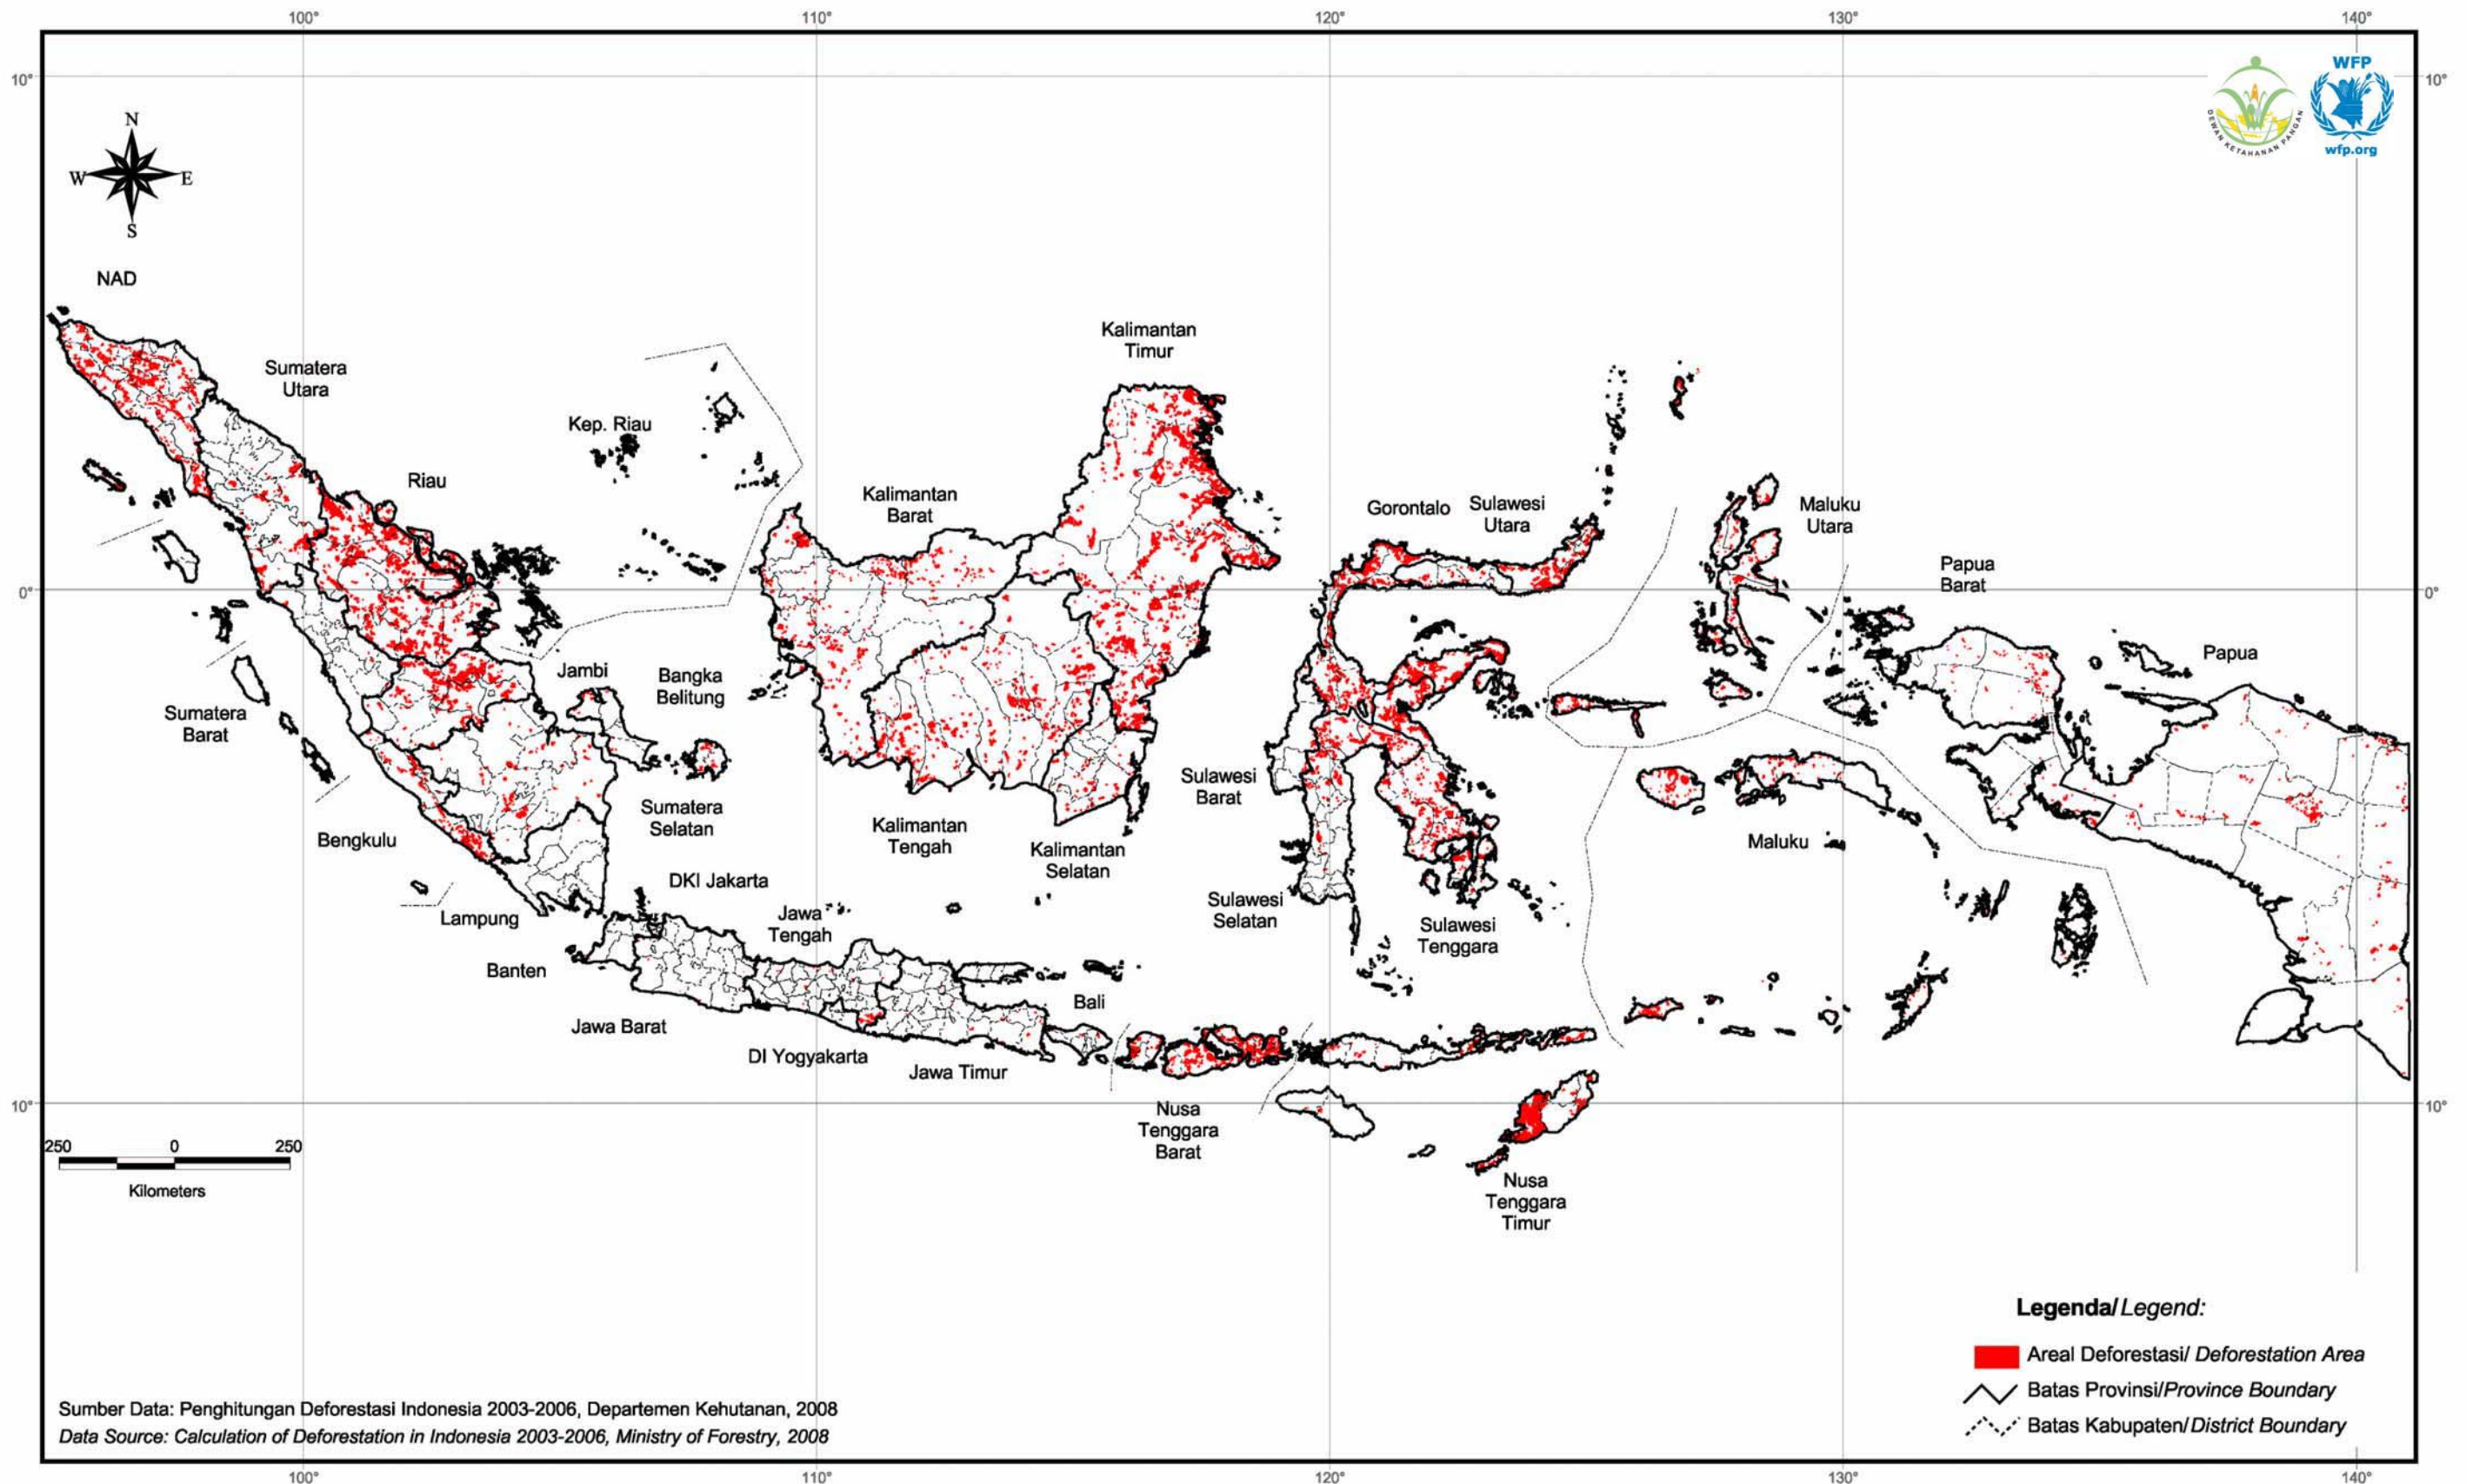 100°
110°
120°
130°
140°
10°
10°
WFP
DEWAN KETAHANAN PANGAN
wfp.org
N
W
E
S
NAD
Kalimantan
Timur
Sumatera
Utara
Kep. Riau
Riau
Kalimantan
Barat
Gorontalo
Sulawesi
Utara
Maluku
Utara
Papua
Barat
0°
0°
Papua
Jambi
Bangka
Belitung
Sumatera
Barat
Sulawesi
Barat
Sumatera
Selatan
Bengkulu
Kalimantan
Tengah
Kalimantan
Selatan
Maluku
DKI Jakarta
Lampung
Jawa
Tengah
Sulawesi
Selatan
Sulawesi
Tenggara
Banten
Bali
Jawa Barat
DI Yogyakarta
Jawa Timur
10°
10°
Nusa
Tenggara
Barat
250
0
250
Kilometers
Nusa
Tenggara
Timur
Legenda/Legend:
Areal Deforestasi/ Deforestation Area
Batas Provinsi/Province Boundary
Batas Kabupaten/District Boundary
Sumber Data: Penghitungan Deforestasi Indonesia 2003-2006, Departemen Kehutanan, 2008
Data Source: Calculation of Deforestation in Indonesia 2003-2006, Ministry of Forestry, 2008
100°
110°
120°
130°
140°